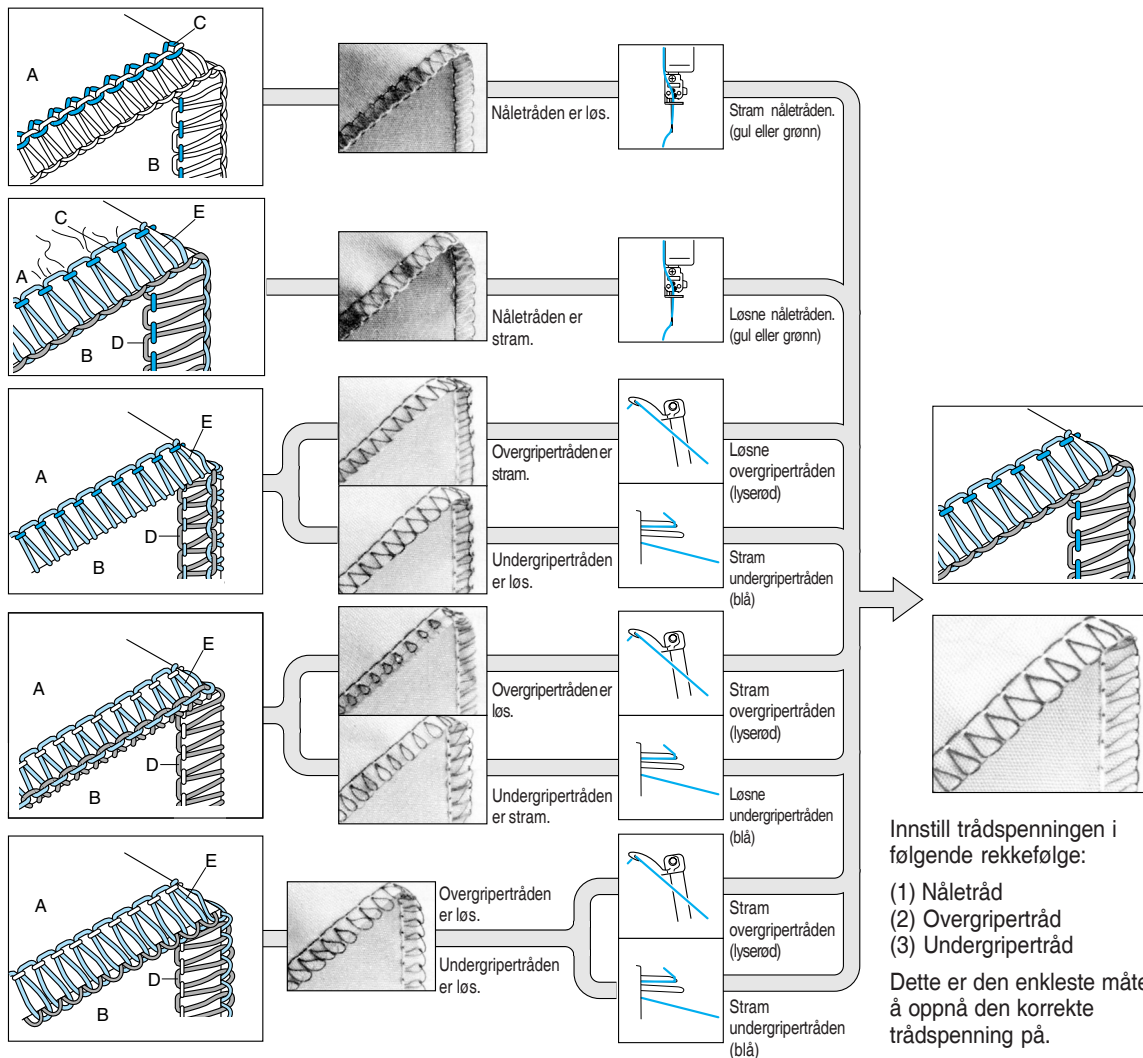 C
A
B
Nåletråden er løs.
Stram nåletråden.
(gul eller grønn)
C
E
A
D
B
Nåletråden er
stram.
Løsne nåletråden.
(gul eller grønn)
E
A
D
B
Overgripertråden er
stram.
Løsne
overgripertråden
(lyserød)
Undergripertråden
er løs.
Stram
undergripertråden
(blå)
E
A
D
B
Overgripertråden er
løs.
Stram
overgripertråden
(lyserød)
Undergripertråden
er stram.
Løsne
undergripertråden
(blå)
E
A
D
B
Overgripertråden
er løs.
Undergripertråden
er løs.
Stram
overgripertråden
(lyserød)
Stram
undergripertråden
(blå)
Innstill trådspenningen i
følgende rekkefølge:
(1) Nåletråd
(2) Overgripertråd
(3) Undergripertråd
Dette er den enkleste måte
å oppnå den korrekte
trådspenning på.